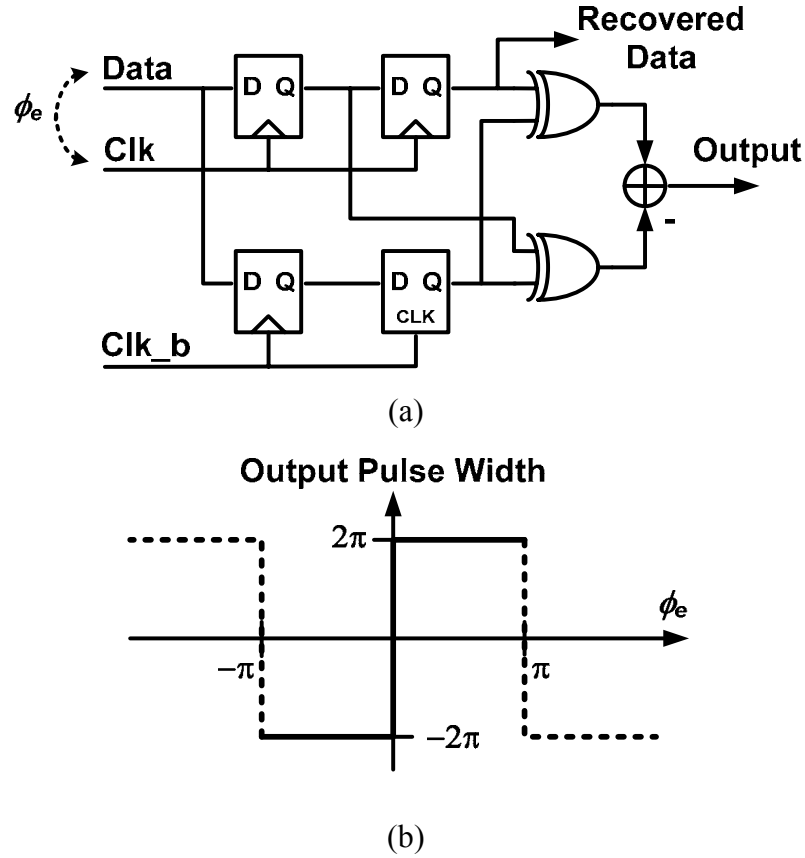 Recovered
Data
Data
D Q
D Q
ϕe
Clk
Output
-
D Q
D Q
CLK
Clk_b
(a)
Output Pulse Width
2π
ϕe
−π
π
−2π
(b)